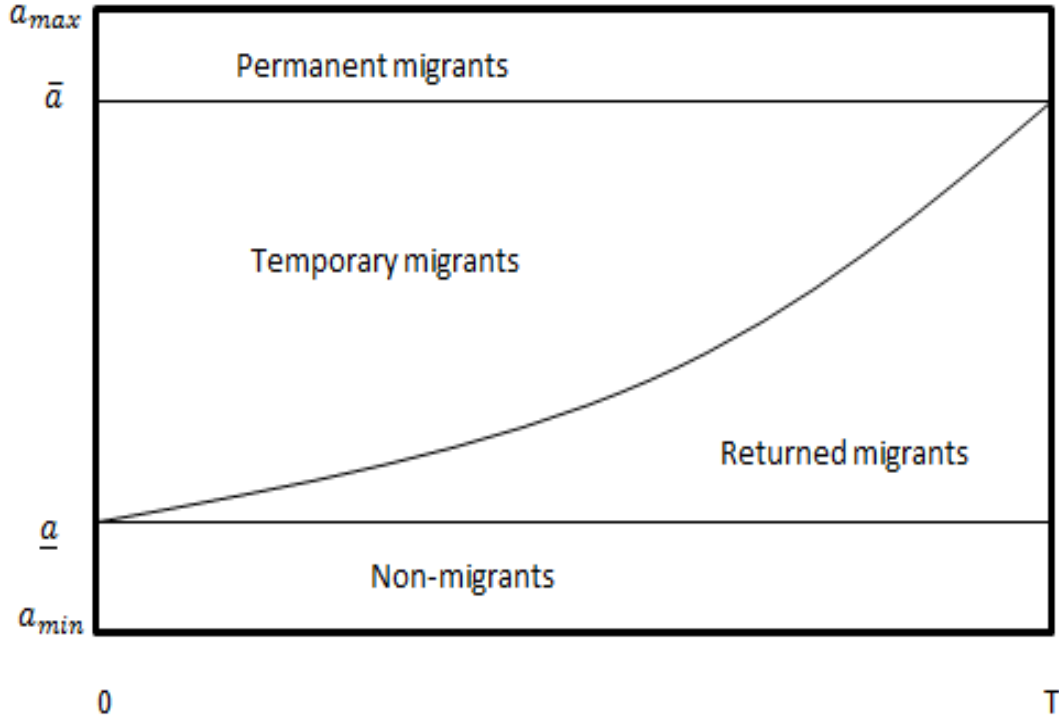 a_max
Permanent migrants
ā
Temporary migrants
Returned migrants
a̲
Non-migrants
a_min
0 T